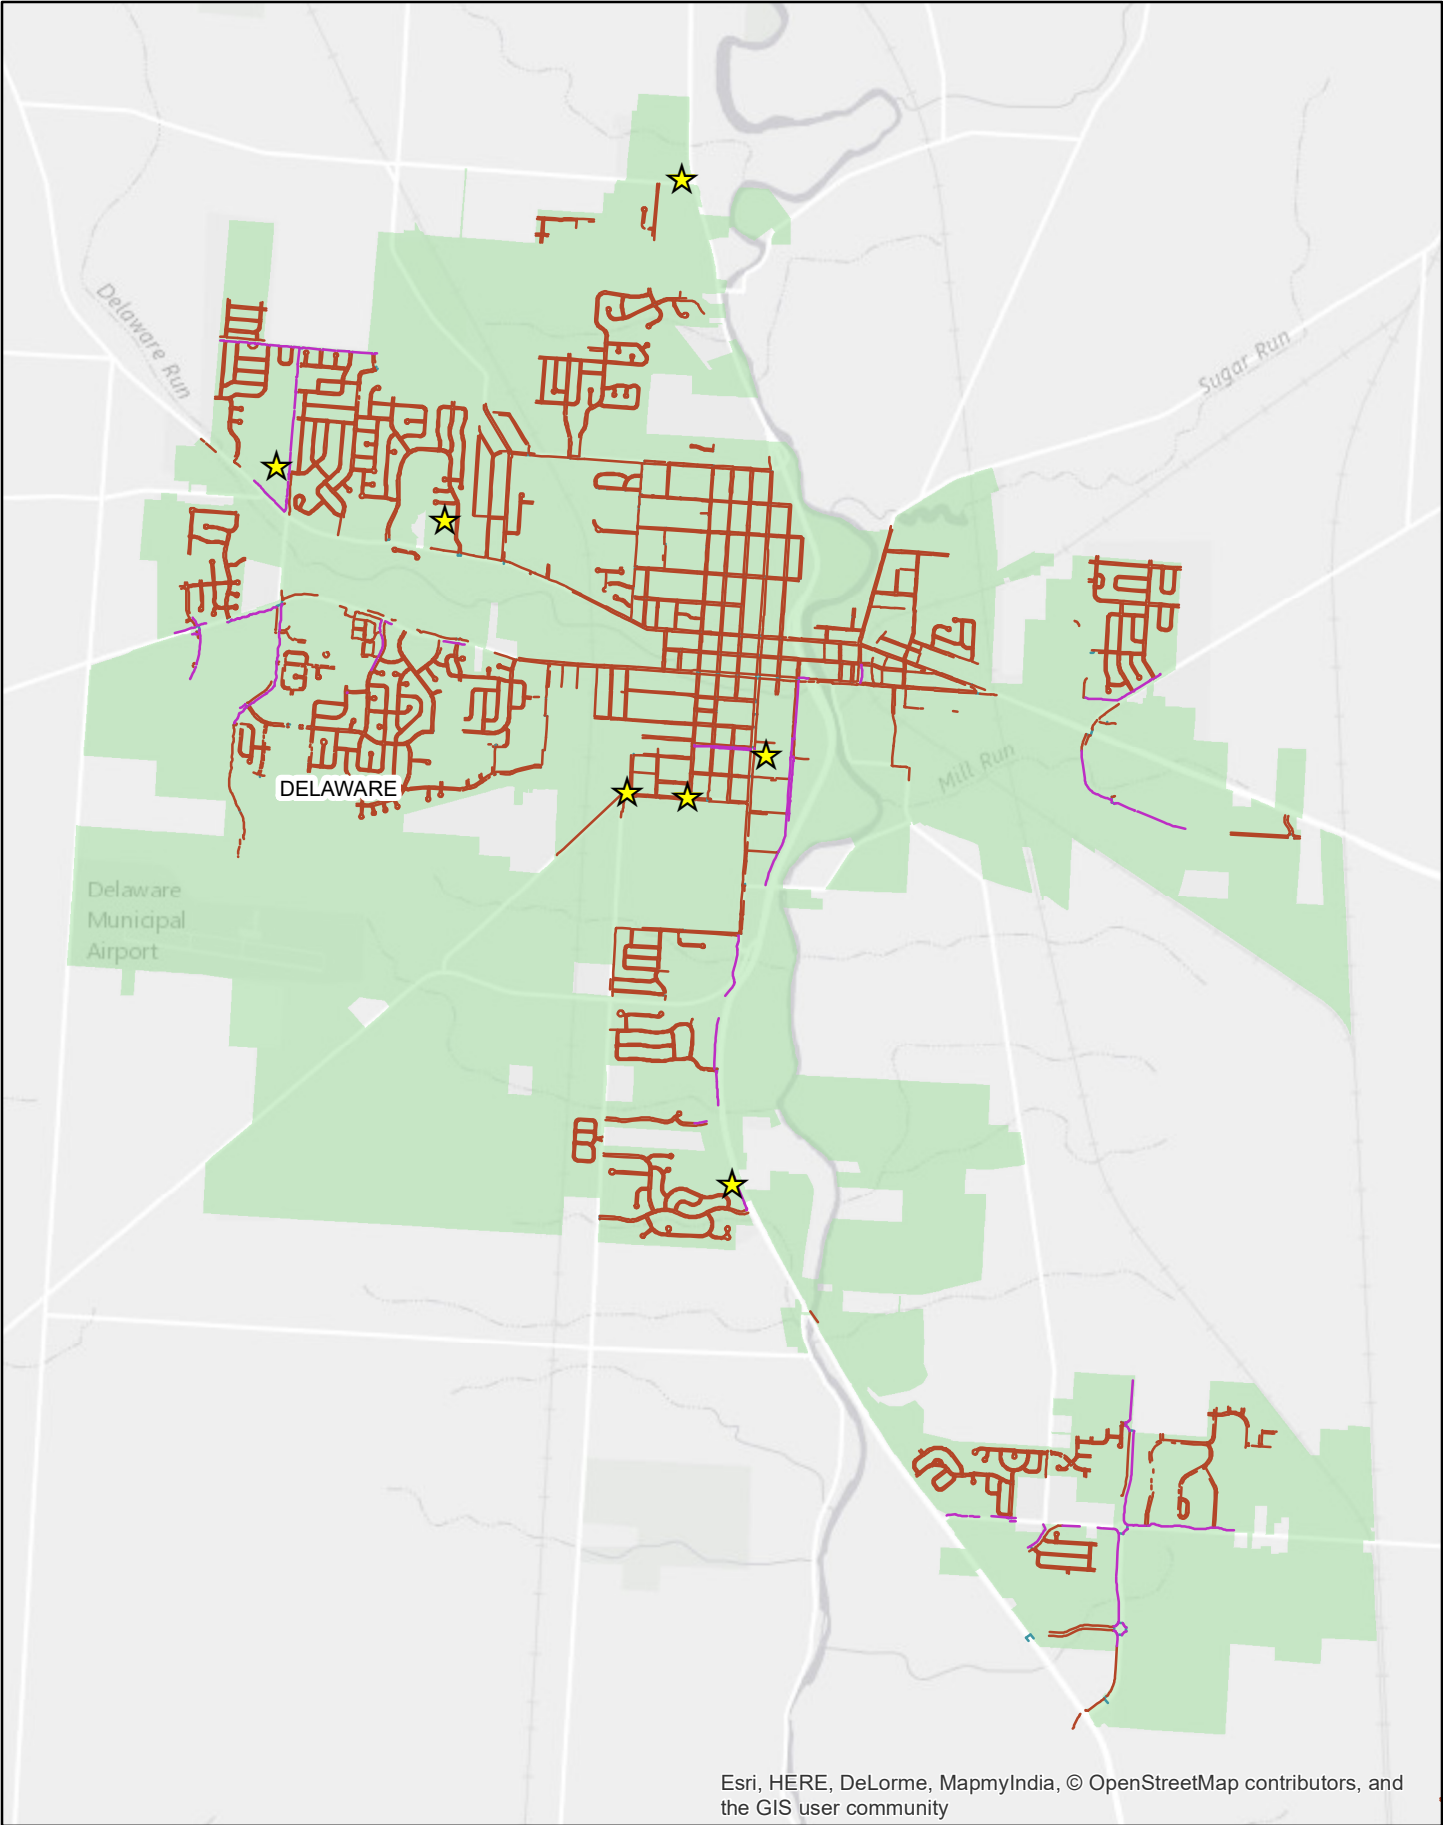 Delaware Run
Sugar Run
Mill Run
DELAWARE
Delaware
Municipal
Airport
Esri, HERE, DeLorme, MapmyIndia, © OpenStreetMap contributors, and
the GIS user community